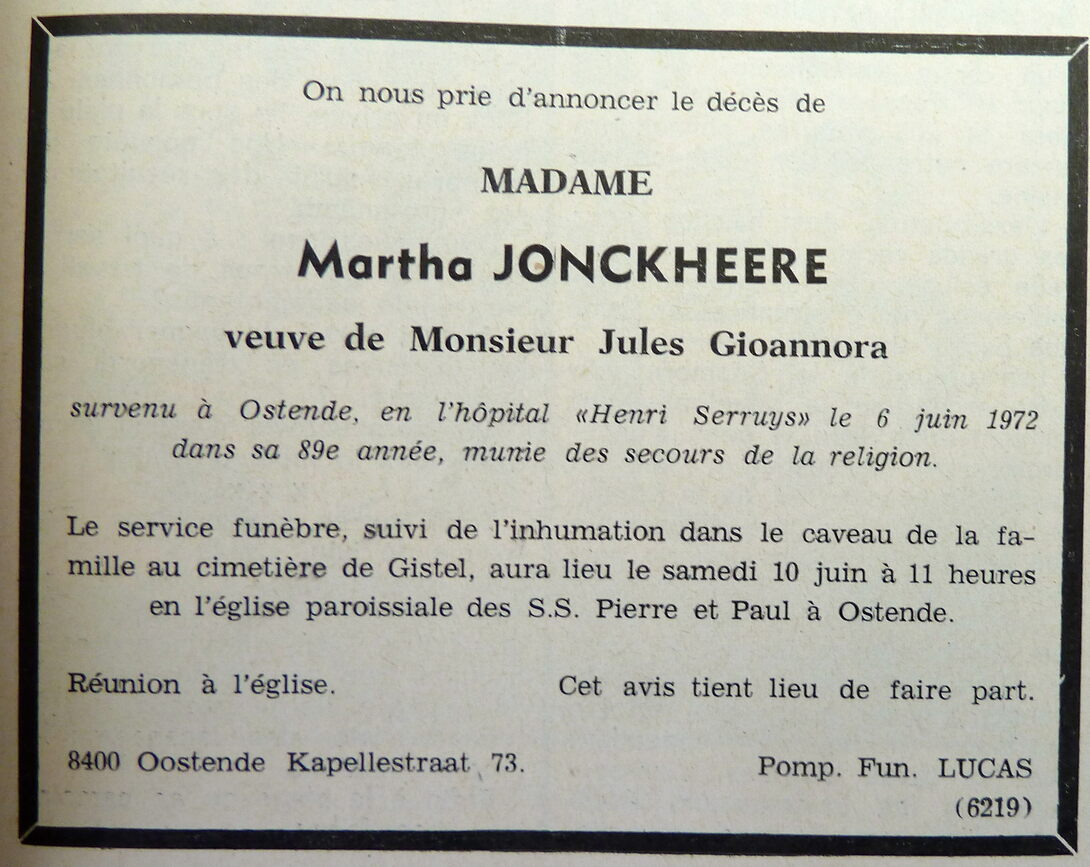 On nous prie d'annoncer le décès de
MADAME
Martha JONCKHEERE
veuve de Monsieur Jules Gioannora
survenu à Ostende, en l'hôpital «Henri Serruys» le 6 juin 1972
dans sa 89e année, munie des secours de la religion.
Le service funèbre, suivi de l'inhumation dans le caveau de la fa-
mille au cimetière de Gistel, aura lieu le samedi 10 juin à 11 heures
en l'église paroissiale des S.S. Pierre et Paul à Ostende.
Réunion à l'église. Cet avis tient lieu de faire part.
8400 Oostende Kapellestraat 73. Pomp. Fun. LUCAS
(6219)